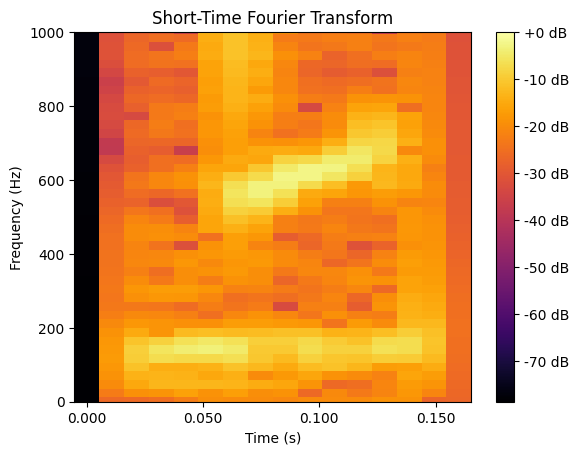 Short-Time Fourier Transform
1000
800
600
400
200
0
Frequency (Hz)
0.000
0.050
0.100
0.150
Time (s)
+0 dB
-10 dB
-20 dB
-30 dB
-40 dB
-50 dB
-60 dB
-70 dB